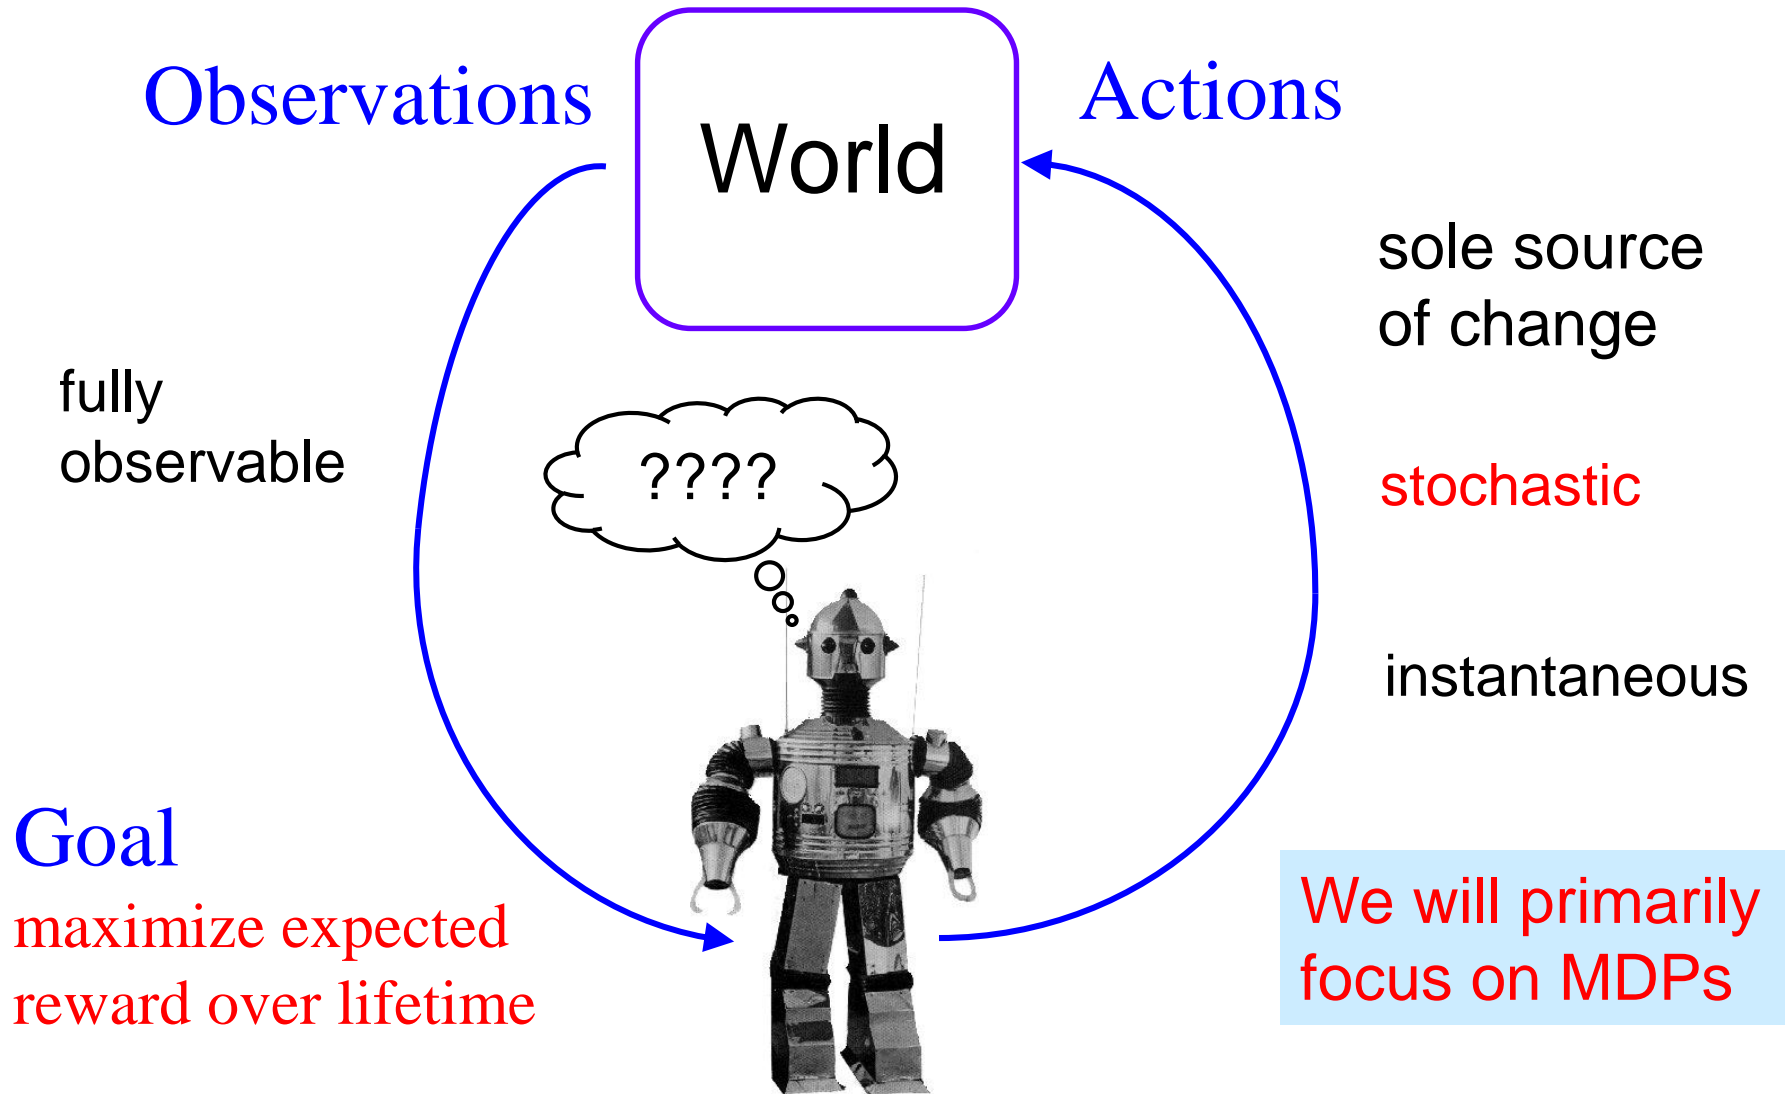 Observations
World
Actions
sole source
of change
fully
observable
????
stochastic
instantaneous
Goal
maximize expected
reward over lifetime
We will primarily
focus on MDPs